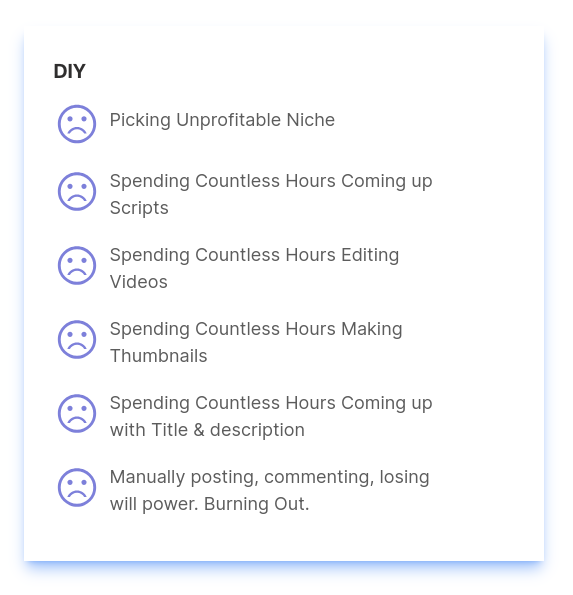 DIY
Picking Unprofitable Niche
Spending Countless Hours Coming up
Scripts
Spending Countless Hours Editing
Videos
Spending Countless Hours Making
Thumbnails
Spending Countless Hours Coming up
with Title & description
Manually posting, commenting, losing
will power. Burning Out.